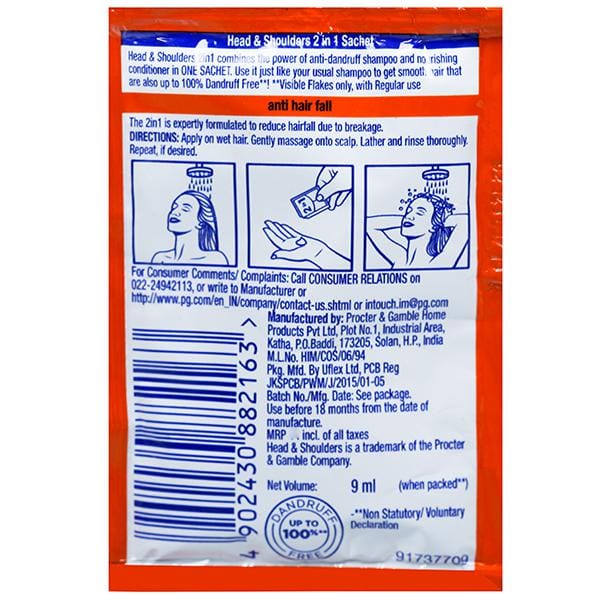 Head & Shoulders 2 in 1 Sachet
Head & Shoulders 2in1 combines the power of anti-dandruff shampoo and nourishing
conditioner in ONE SACHET. Use it just like your usual shampoo to get smooth hair that
are also up to 100% Dandruff Free**! **Visible Flakes only, with Regular use
anti hair fall
The 2in1 is expertly formulated to reduce hairfall due to breakage.
DIRECTIONS: Apply on wet hair. Gently massage onto scalp. Lather and rinse thoroughly.
Repeat, if desired.
For Consumer Comments/ Complaints: Call CONSUMER RELATIONS on
022-24942113, or write to Manufacturer or
http://www.pg.com/en_IN/company/contact-us.shtml or intouch.im@pg.com
Manufactured by: Procter & Gamble Home
Products Pvt Ltd, Plot No.1, Industrial Area,
Katha, P.O.Baddi, 173205, Solan, H.P., India
M.L.No. HIM/COS/06/94
Pkg. Mfd. By Uflex Ltd, PCB Reg
JKSPCB/PWM/J/2015/01-05
Batch No./Mfg. Date: See package.
Use before 18 months from the date of
manufacture.
MRP incl. of all taxes
Head & Shoulders is a trademark of the Procter
& Gamble Company.
Net Volume: 9 ml (when packed**)
4 902430 882163 >
DANDRUFF
UP TO
100%**
FREE
-**Non Statutory/ Voluntary
Declaration
91737709